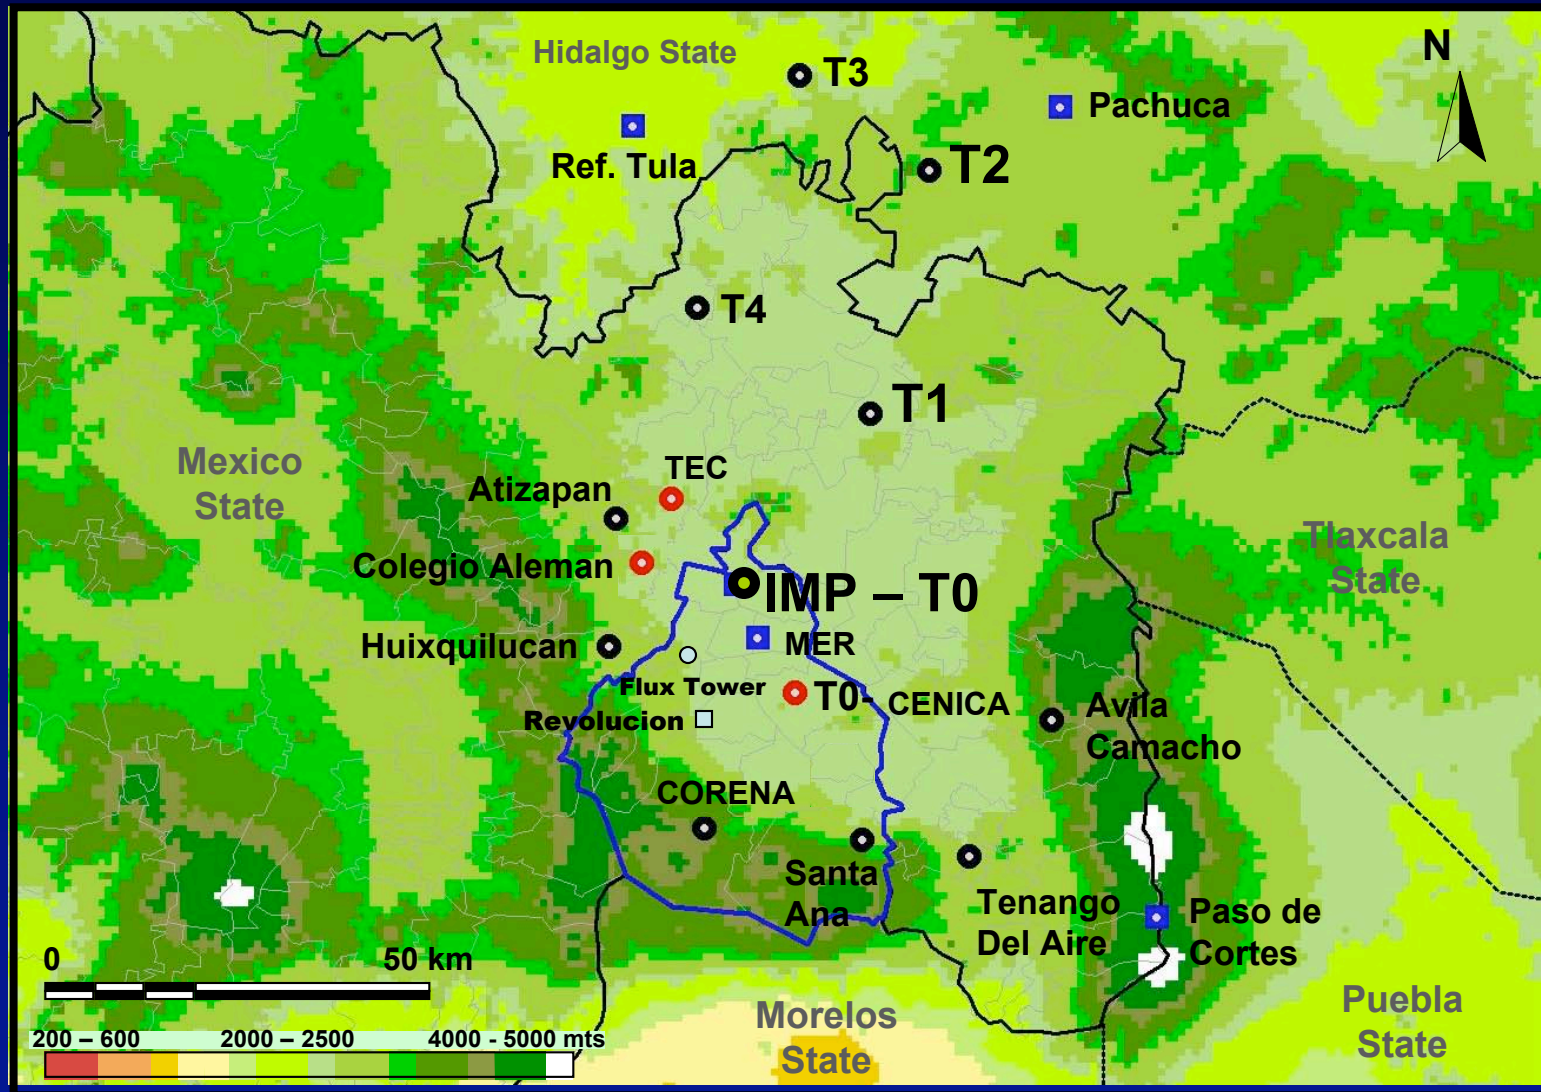 Hidalgo State
N
T3
Pachuca
Ref. Tula
T2
T4
T1
Mexico
State
TEC
Atizapan
Tlaxcala
State
Colegio Aleman
IMP – T0
Huixquilucan
MER
Flux Tower
T0- CENICA
Revolucion
Avila
Camacho
CORENA
Santa
Ana
Tenango
Del Aire
Paso de
Cortes
0 50 km
Morelos
State
Puebla
State
200 – 600 2000 – 2500 4000 - 5000 mts